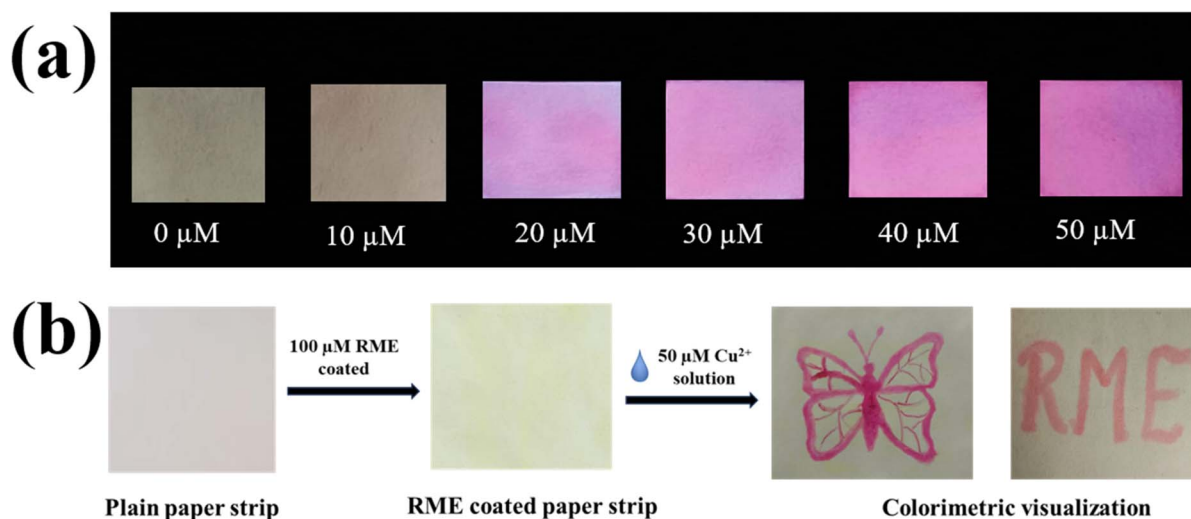 (a)
0 μM
10 μM
20 μM
30 μM
40 μM
50 μM
(b)
100 μM RME
coated
50 μM Cu²⁺
solution
RME
Plain paper strip
RME coated paper strip
Colorimetric visualization